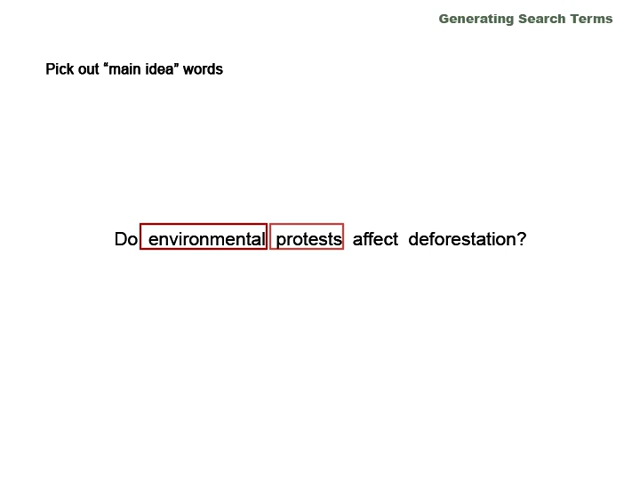 Generating Search Terms
Pick out “main idea” words
Do environmental protests affect deforestation?